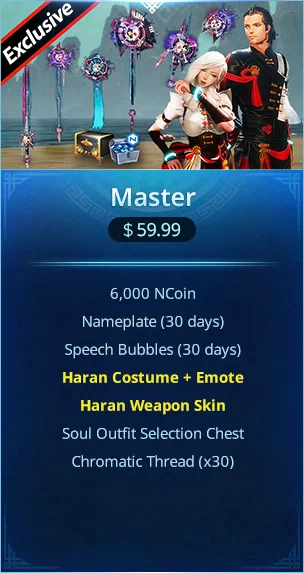 Exclusive
Master
$ 59.99
6,000 NCoin
Nameplate (30 days)
Speech Bubbles (30 days)
Haran Costume + Emote
Haran Weapon Skin
Soul Outfit Selection Chest
Chromatic Thread (x30)